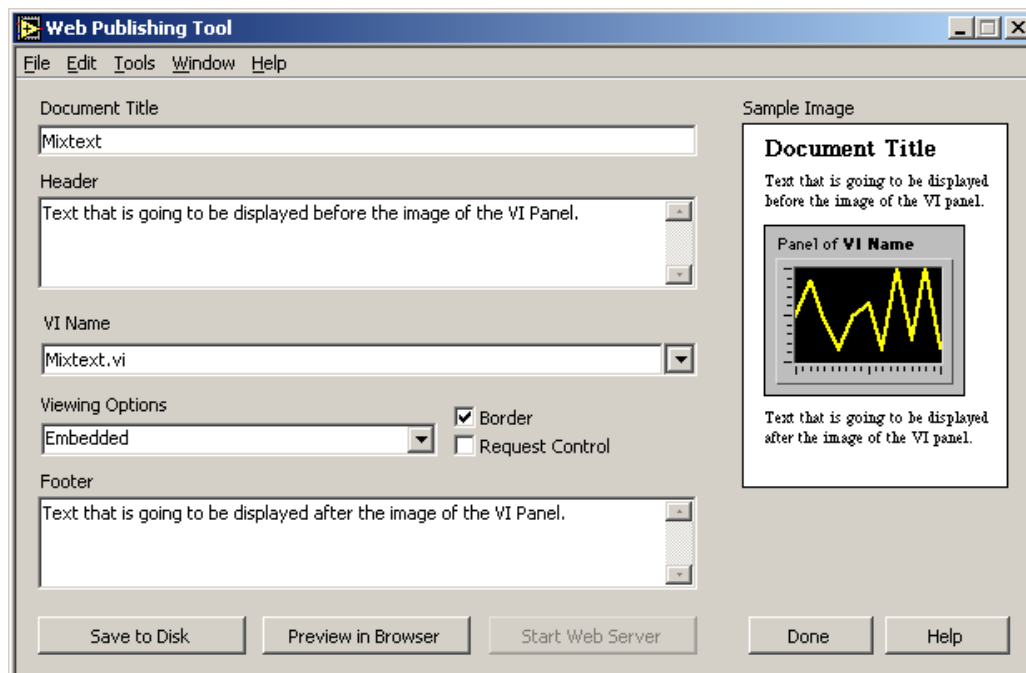 Web Publishing Tool
File Edit Tools Window Help
Document Title
Mixtext
Header
Text that is going to be displayed before the image of the VI Panel.
VI Name
Mixtext.vi
Viewing Options
Embedded
Border
Request Control
Footer
Text that is going to be displayed after the image of the VI Panel.
Save to Disk
Preview in Browser
Start Web Server
Sample Image
Document Title
Text that is going to be displayed
before the image of the VI panel.
Panel of VI Name
Text that is going to be displayed
after the image of the VI panel.
Done
Help